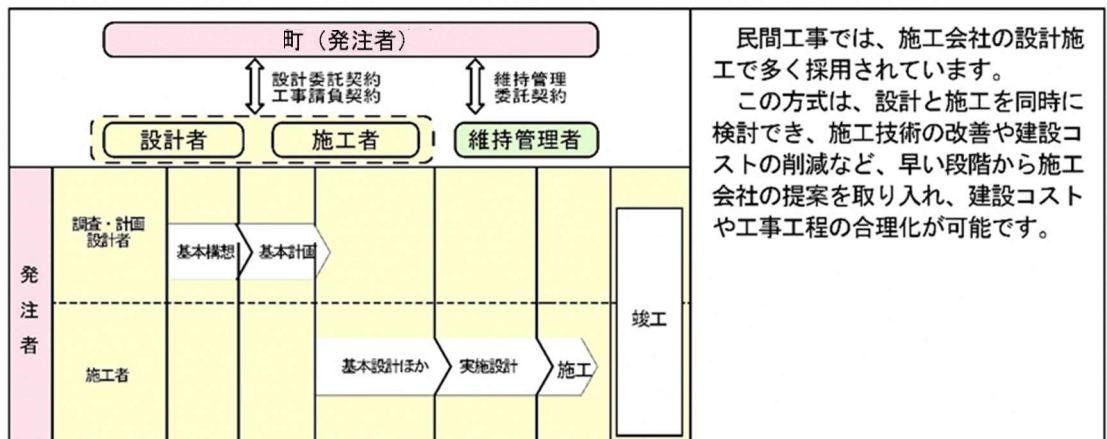 町（発注者）
設計委託契約
工事請負契約
維持管理
委託契約
設計者
施工者
維持管理者
発注者
調査・計画
設計者
基本構想
基本計画
施工者
基本設計ほか
実施設計
施工
竣工
民間工事では、施工会社の設計施
工で多く採用されています。
この方式は、設計と施工を同時に
検討でき、施工技術の改善や建設コ
ストの削減など、早い段階から施工
会社の提案を取り入れ、建設コスト
や工事工程の合理化が可能です。